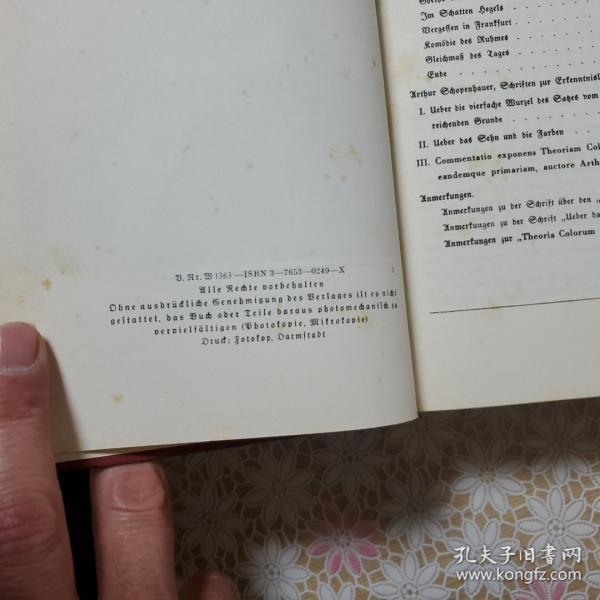 V. Nr. W 1363 — ISBN 3—7653—0249—X
Alle Rechte vorbehalten
Ohne ausdrückliche Genehmigung des Verlages ist es nicht
gestattet, das Buch oder Teile daraus photomechanisch zu
vervielfältigen (Photokopie, Mikrokopie)
Druck: Fotokop, Darmstadt
Im Schatten Hegels
Vergessen in Frankfurt
Komödie des Ruhmes
Gleichmaß des Tages
Ende
Arthur Schopenhauer, Schriften zur
I. Ueber die vierfache Wurzel des Satzes vom
reichenden Grunde
II. Ueber das Sehn und die Farben
III. Commentatio exponens Theoriam
eandemque primariam, auctore
Anmerkungen.
Anmerkungen zu der Schrift über den
Anmerkungen zu der Schrift „Ueber
Anmerkungen zur "Theoria Colorum
孔夫子旧书网
www.kongfz.com